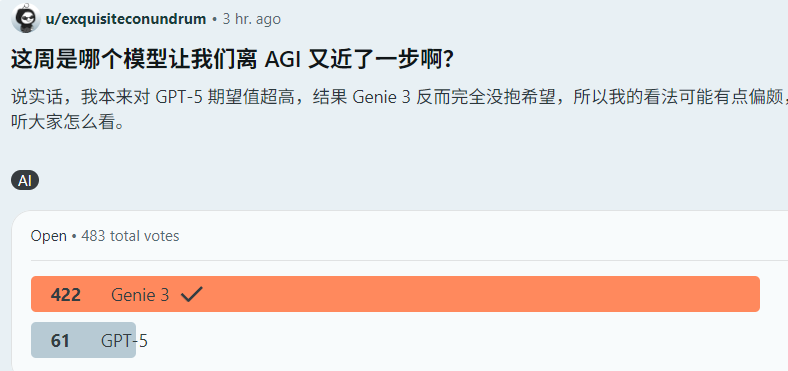 u/exquisiteconundrum • 3 hr. ago
这周是哪个模型让我们离 AGI 又近了一步啊？
说实话，我本来对 GPT-5 期望值超高，结果 Genie 3 反而完全没抱希望，所以我的看法可能有点偏颇，
听大家怎么看。
AI
Open • 483 total votes
422 Genie 3
61 GPT-5